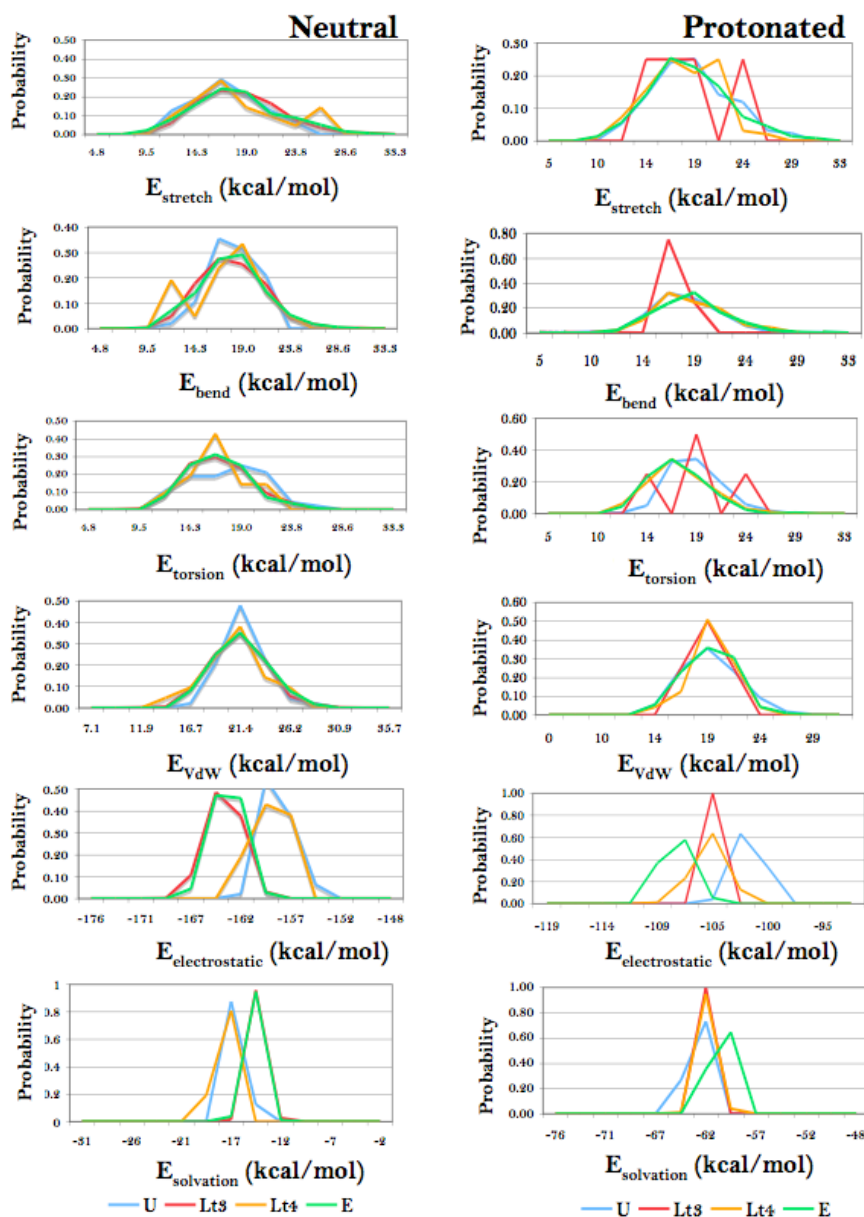 Neutral
Probability
0.50
0.40
0.30
0.20
0.10
0.00
4.8 9.5 14.3 19.0 23.8 28.6 33.3
E stretch (kcal/mol)
Probability
0.40
0.30
0.20
0.10
0.00
4.8 9.5 14.3 19.0 23.8 28.6 33.3
E bend (kcal/mol)
Probability
0.50
0.40
0.30
0.20
0.10
0.00
4.8 9.5 14.3 19.0 23.8 28.6 33.3
E torsion (kcal/mol)
Probability
0.50
0.40
0.30
0.20
0.10
0.00
7.1 11.9 16.7 21.4 26.2 30.9 35.7
E VdW (kcal/mol)
Probability
0.50
0.40
0.30
0.20
0.10
0.00
-176 -171 -167 -162 -157 -152 -148
E electrostatic (kcal/mol)
Probability
1
0.8
0.6
0.4
0.2
0
-31 -26 -21 -17 -12 -7 -2
E solvation (kcal/mol)
U Lt3 Lt4 E
Protonated
Probability
0.30
0.20
0.10
0.00
5 10 14 19 24 29 33
E stretch (kcal/mol)
Probability
0.80
0.60
0.40
0.20
0.00
5 10 14 19 24 29 33
E bend (kcal/mol)
Probability
0.60
0.40
0.20
0.00
5 10 14 19 24 29 33
E torsion (kcal/mol)
Probability
0.60
0.50
0.40
0.30
0.20
0.10
0.00
0 10 14 19 24 29
E VdW (kcal/mol)
Probability
1.00
0.80
0.60
0.40
0.20
0.00
-119 -114 -109 -105 -100 -95
E electrostatic (kcal/mol)
Probability
1.00
0.80
0.60
0.40
0.20
0.00
-76 -71 -67 -62 -57 -52 -48
E solvation (kcal/mol)
U Lt3 Lt4 E